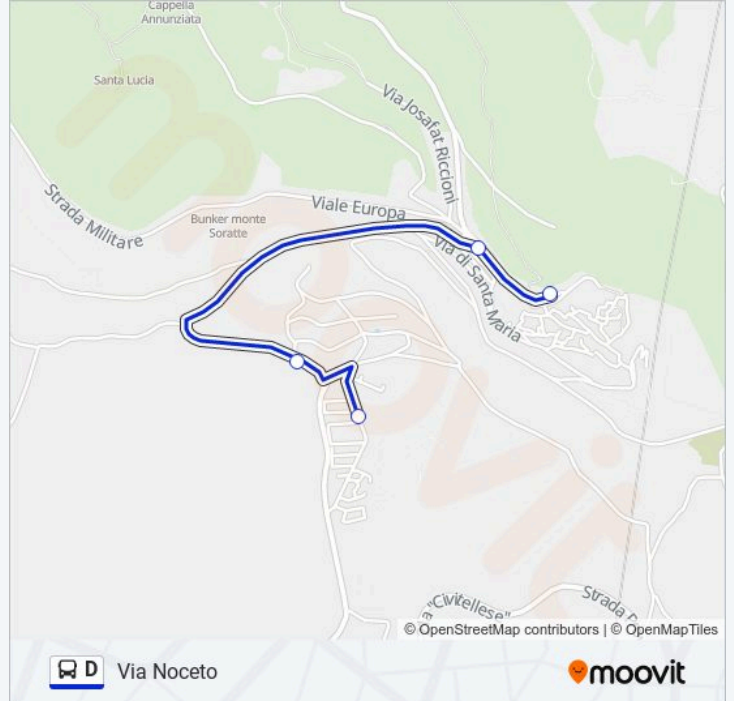 Cappella
Annunziata
Santa Lucia
Via Josafat Riccioni
Strada Militare
Viale Europa
Bunker monte
Soratte
Via di Santa Maria
a "Civitellese"
Strada
© OpenStreetMap contributors | © OpenMapTiles
D Via Noceto
moovit